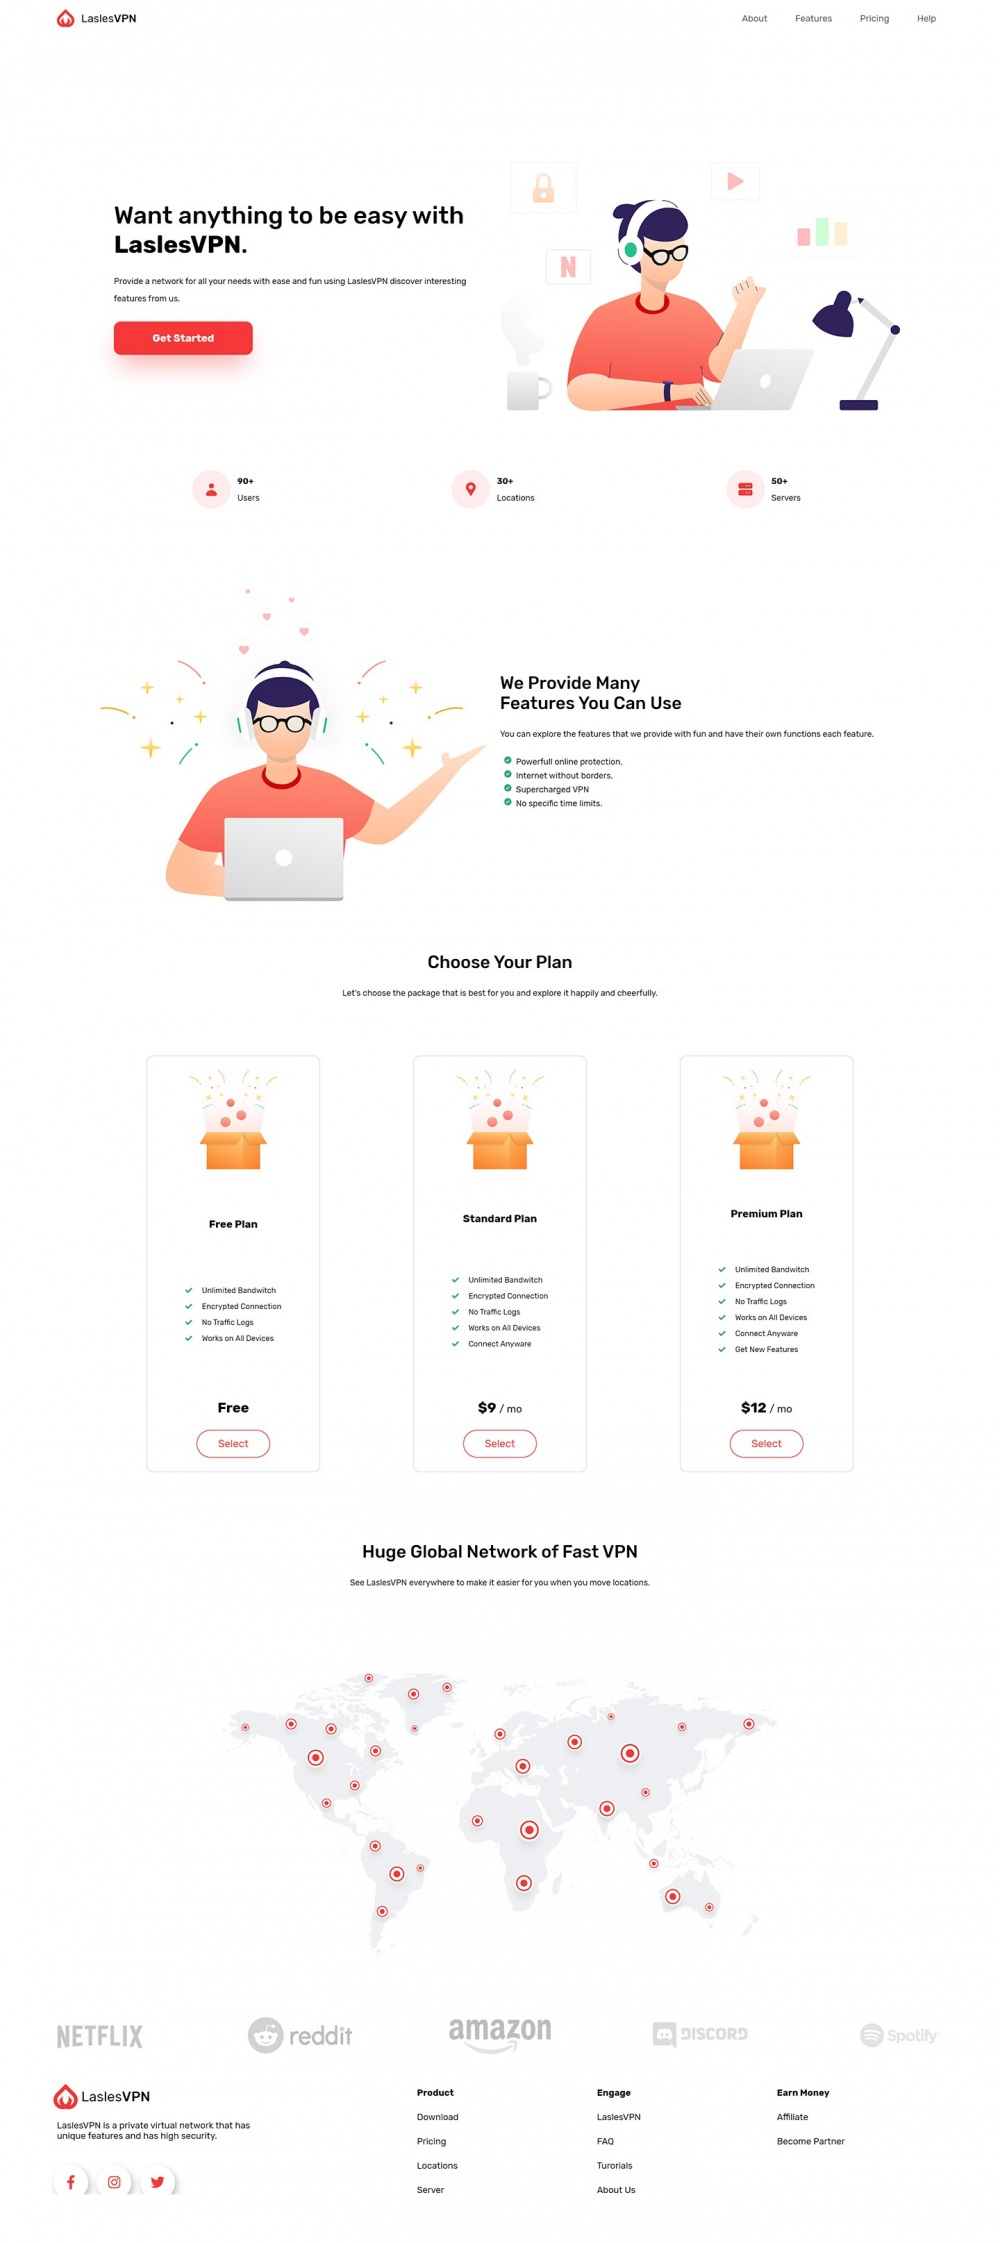 LaslesVPN
About
Features
Pricing
Help
Want anything to be easy with
LaslesVPN.
Provide a network for all your needs with ease and fun using LaslesVPN discover interesting
features from us.
Get Started
N
90+
Users
30+
Locations
50+
Servers
We Provide Many
Features You Can Use
You can explore the features that we provide with fun and have their own functions each feature.
Powerfull online protection.
Internet without borders.
Supercharged VPN
No specific time limits.
Choose Your Plan
Let's choose the package that is best for you and explore it happily and cheerfully.
Free Plan
Unlimited Bandwitch
Encrypted Connection
No Traffic Logs
Works on All Devices
Free
Select
Standard Plan
Unlimited Bandwitch
Encrypted Connection
No Traffic Logs
Works on All Devices
Connect Anyware
$9 / mo
Select
Premium Plan
Unlimited Bandwitch
Encrypted Connection
No Traffic Logs
Works on All Devices
Connect Anyware
Get New Features
$12 / mo
Select
Huge Global Network of Fast VPN
See LaslesVPN everywhere to make it easier for you when you move locations.
NETFLIX
reddit
amazon
DISCORD
Spotify
LaslesVPN
LaslesVPN is a private virtual network that has
unique features and has high security.
Product
Download
Pricing
Locations
Server
Engage
LaslesVPN
FAQ
Turorials
About Us
Earn Money
Affiliate
Become Partner